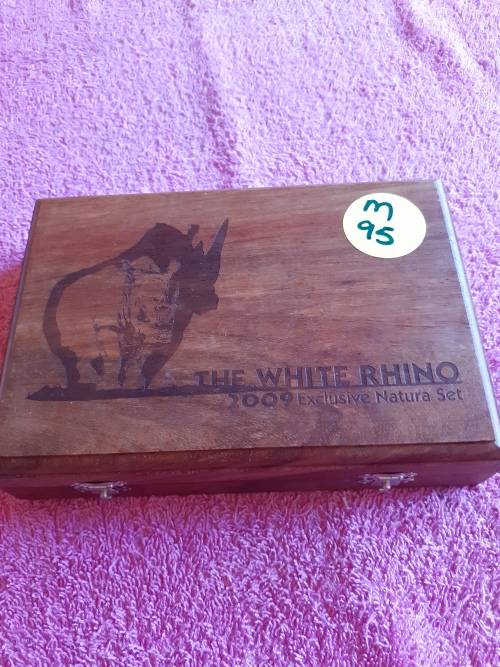 M
95
THE WHITE RHINO
2009 Exclusive Natura Set